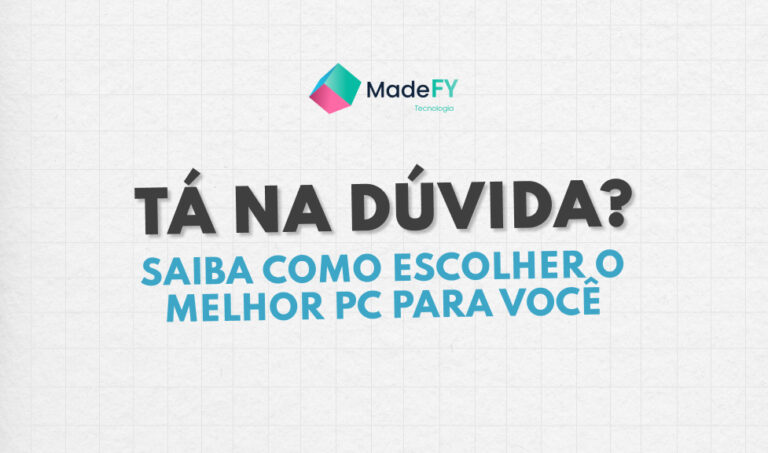 MadeFY
Tecnologia
TÁ NA DÚVIDA?
SAIBA COMO ESCOLHER O
MELHOR PC PARA VOCÊ